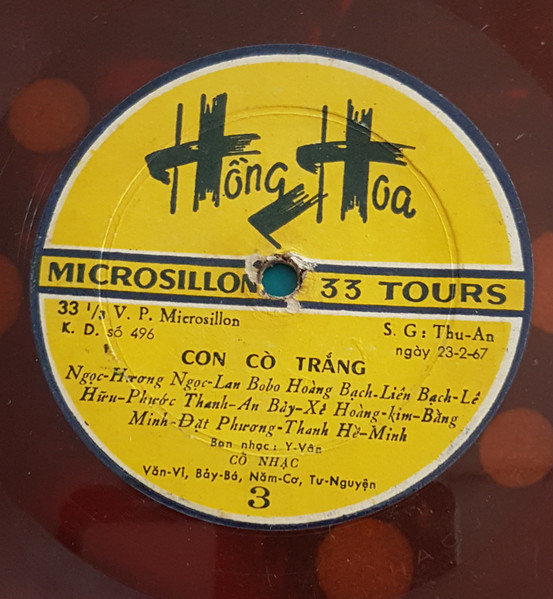 Hồng Hoa
MICROSILLON 33 TOURS
33 1/3 V. P. Microsillon
K. D. số 496
S. G : Thu-An
ngày 23-2-67
CON CÒ TRẮNG
Ngọc-Hương Ngọc-Lan Bobo Hoàng Bạch-Liên Bạch-Lê
Hữu-Phước Thanh-An Bảy-Xê Hoàng-kim-Bằng
Minh-Đạt Phương-Thanh Hề-Minh
Ban nhạc : Y-Vân
CỔ NHẠC
Văn-Vĩ, Bảy-Bá, Năm-Cơ, Tư-Nguyện
3